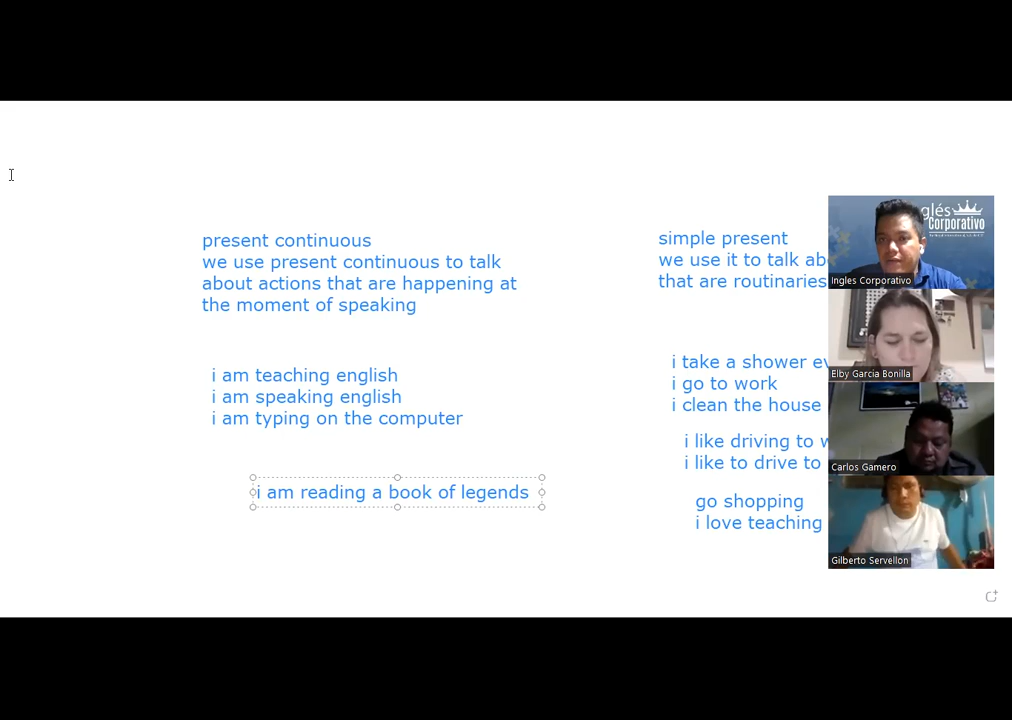 present continuous
we use present continuous to talk
about actions that are happening at
the moment of speaking
i am teaching english
i am speaking english
i am typing on the computer
i am reading a book of legends
simple present
we use it to talk
that are routinaries
i take a shower
i go to work
i clean the house
i like driving to
i like to drive to
go shopping
i love teaching
glés
Corporativo
Ingles Corporativo
Elby Garcia Bonilla
Carlos Gamero
Gilberto Servellon